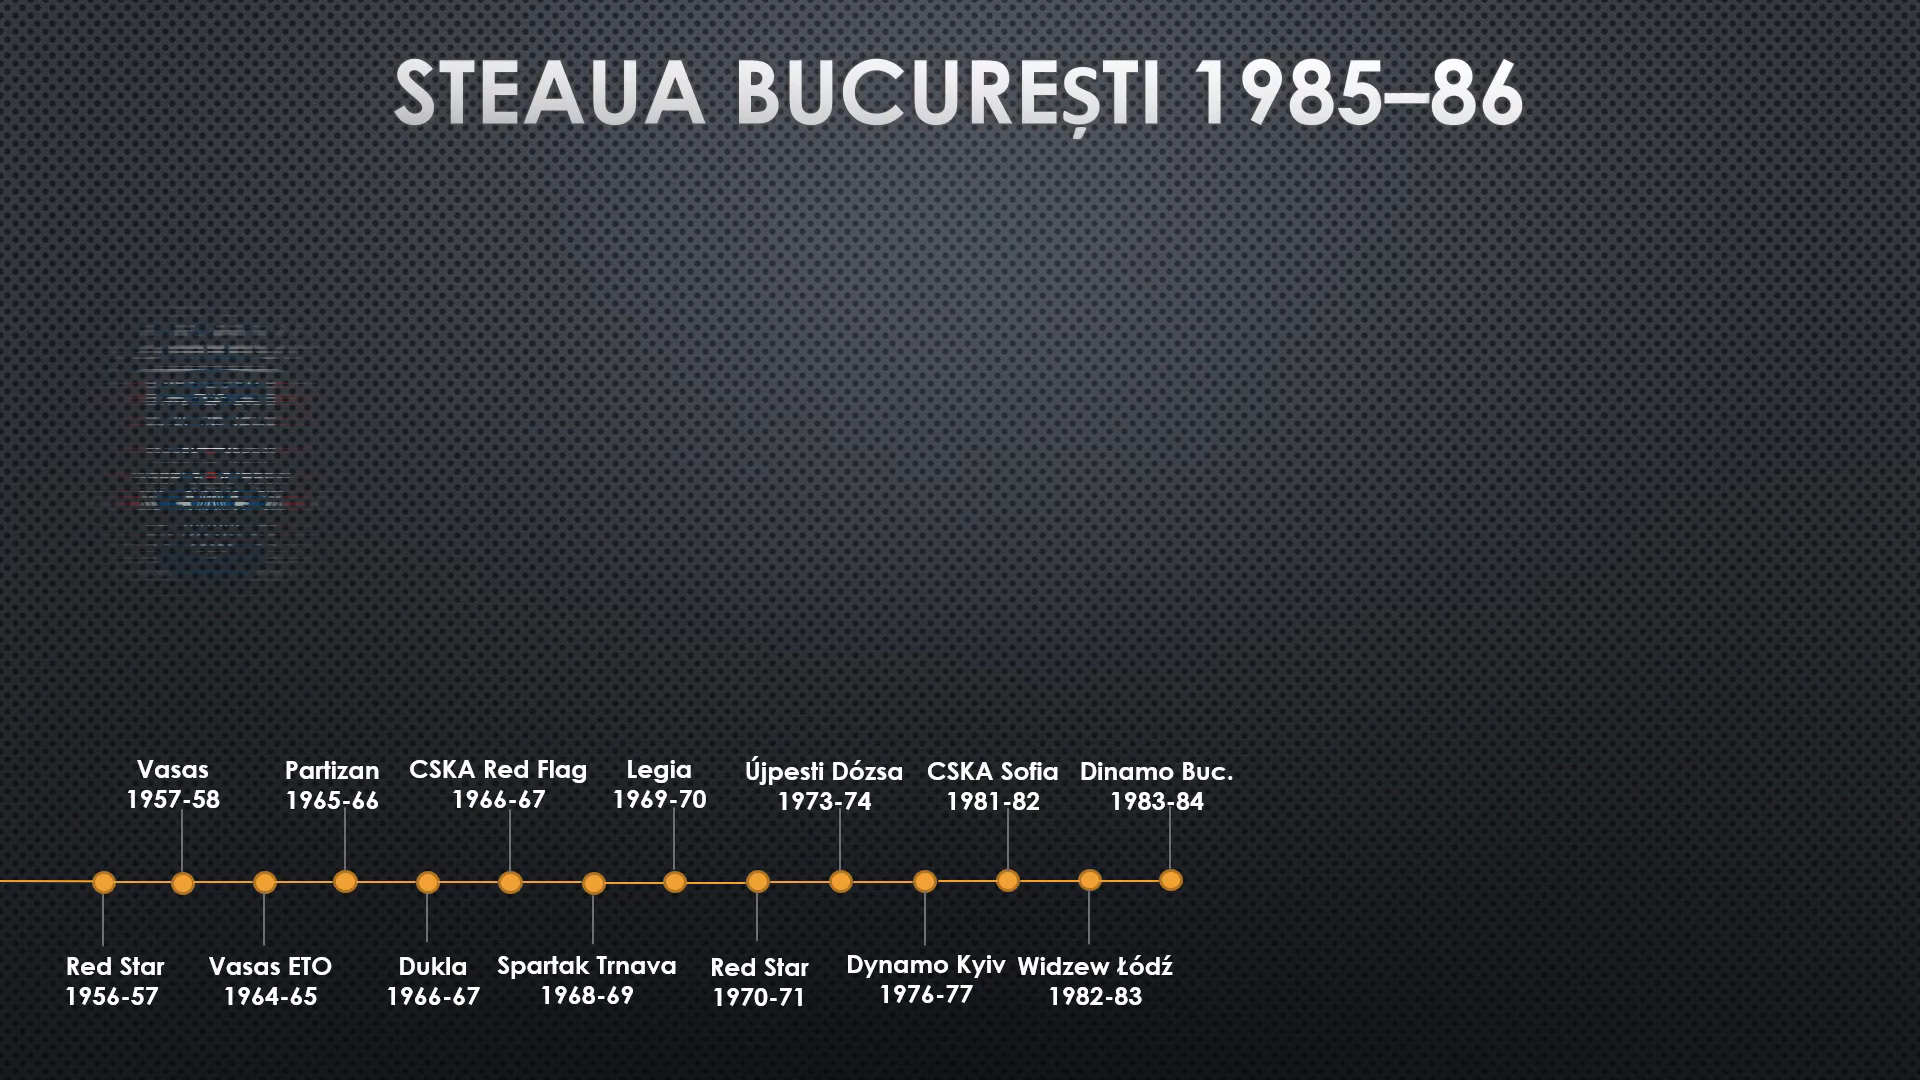 STEAUA BUCUREȘTI 1985–86
Vasas
1957-58
Partizan
1965-66
CSKA Red Flag
1966-67
Legia
1969-70
Újpesti Dózsa
1973-74
CSKA Sofia
1981-82
Dinamo Buc.
1983-84
Red Star
1956-57
Vasas ETO
1964-65
Dukla
1966-67
Spartak Trnava
1968-69
Red Star
1970-71
Dynamo Kyiv
1976-77
Widzew Łódź
1982-83